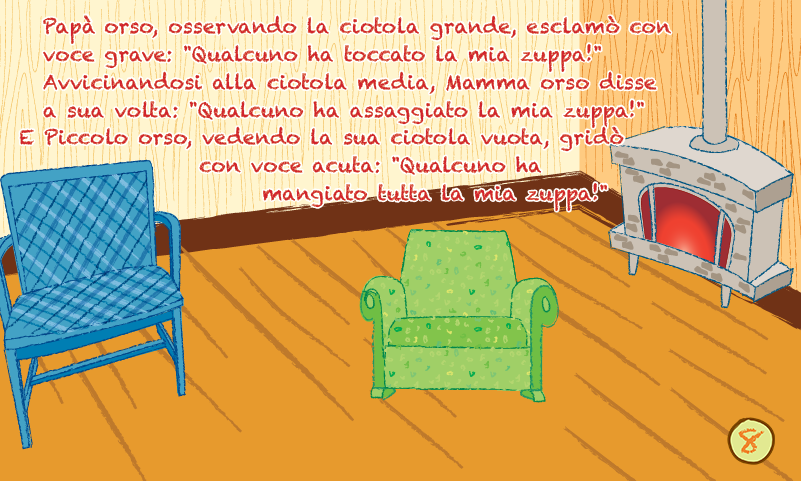 Papà orso, osservando la ciotola grande, esclamò con
voce grave: "Qualcuno ha toccato la mia zuppa!"
Avvicinandosi alla ciotola media, Mamma orso disse
a sua volta: "Qualcuno ha assaggiato la mia zuppa!"
E Piccolo orso, vedendo la sua ciotola vuota, gridò
con voce acuta: "Qualcuno ha
mangiato tutta la mia zuppa!"
8